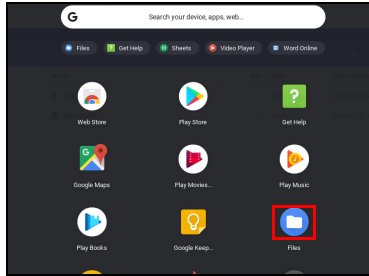 G Search your device, apps, web..
Files Get Help Sheets Video Player Word Online
Web Store Play Store Get Help
Google Maps Play Movies... Play Music
Play Books Google Keep... Files